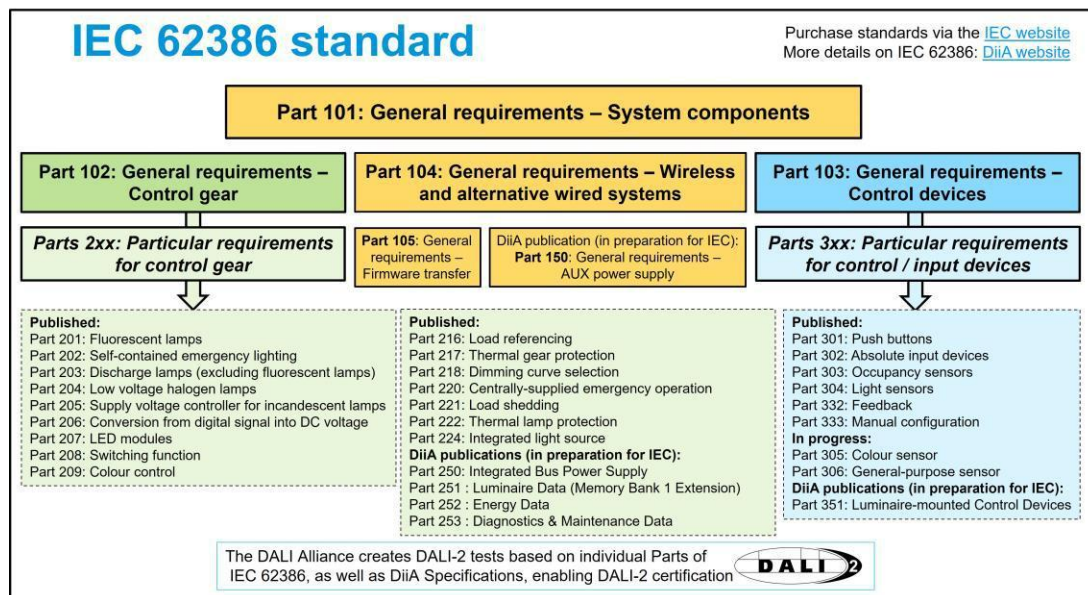 IEC 62386 standard
Purchase standards via the IEC website
More details on IEC 62386: DiiA website
Part 101: General requirements – System components
Part 102: General requirements –
Control gear
Part 104: General requirements – Wireless
and alternative wired systems
Part 103: General requirements –
Control devices
Parts 2xx: Particular requirements
for control gear
Part 105: General
requirements –
Firmware transfer
DiiA publication (in preparation for IEC):
Part 150: General requirements –
AUX power supply
Parts 3xx: Particular requirements
for control / input devices
Published:
Part 201: Fluorescent lamps
Part 202: Self-contained emergency lighting
Part 203: Discharge lamps (excluding fluorescent lamps)
Part 204: Low voltage halogen lamps
Part 205: Supply voltage controller for incandescent lamps
Part 206: Conversion from digital signal into DC voltage
Part 207: LED modules
Part 208: Switching function
Part 209: Colour control
Published:
Part 216: Load referencing
Part 217: Thermal gear protection
Part 218: Dimming curve selection
Part 220: Centrally-supplied emergency operation
Part 221: Load shedding
Part 222: Thermal lamp protection
Part 224: Integrated light source
DiiA publications (in preparation for IEC):
Part 250: Integrated Bus Power Supply
Part 251 : Luminaire Data (Memory Bank 1 Extension)
Part 252 : Energy Data
Part 253 : Diagnostics & Maintenance Data
Published:
Part 301: Push buttons
Part 302: Absolute input devices
Part 303: Occupancy sensors
Part 304: Light sensors
Part 332: Feedback
Part 333: Manual configuration
In progress:
Part 305: Colour sensor
Part 306: General-purpose sensor
DiiA publications (in preparation for IEC):
Part 351: Luminaire-mounted Control Devices
The DALI Alliance creates DALI-2 tests based on individual Parts of
IEC 62386, as well as DiiA Specifications, enabling DALI-2 certification
DALI 2